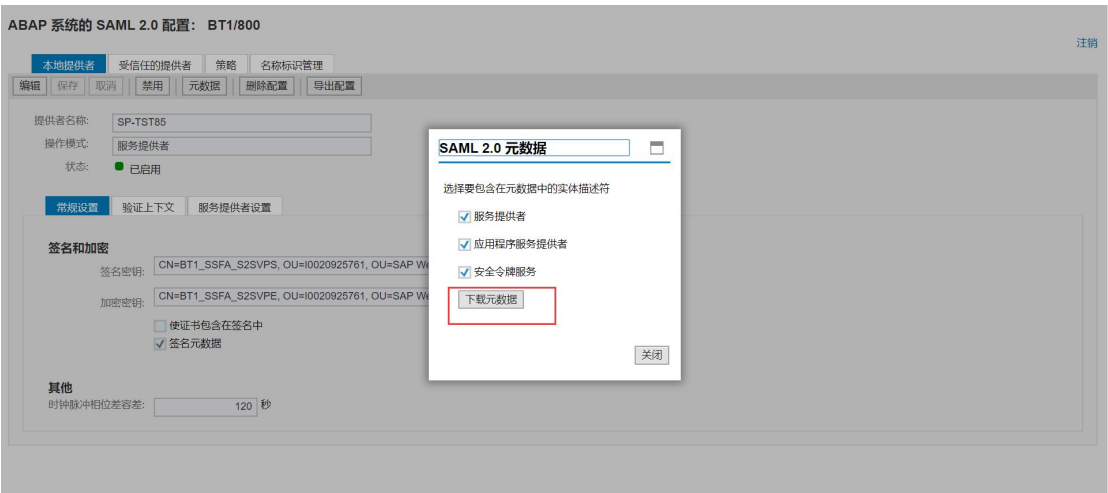 ABAP 系统的 SAML 2.0 配置： BT1/800
注销
本地提供者 受信任的提供者 策略 名称标识管理
编辑 保存 取消 禁用 元数据 删除配置 导出配置
提供者名称: SP-TST85
操作模式: 服务提供者
状态: 已启用
常规设置 验证上下文 服务提供者设置
签名和加密
签名密钥: CN=BT1_SSFA_S2SVPS, OU=I0020925761, OU=SAP We
加密密钥: CN=BT1_SSFA_S2SVPE, OU=I0020925761, OU=SAP We
使证书包含在签名中
签名元数据
其他
时钟脉冲相位差容差: 120 秒
SAML 2.0 元数据
选择要包含在元数据中的实体描述符
服务提供者
应用程序服务提供者
安全令牌服务
下载元数据
关闭